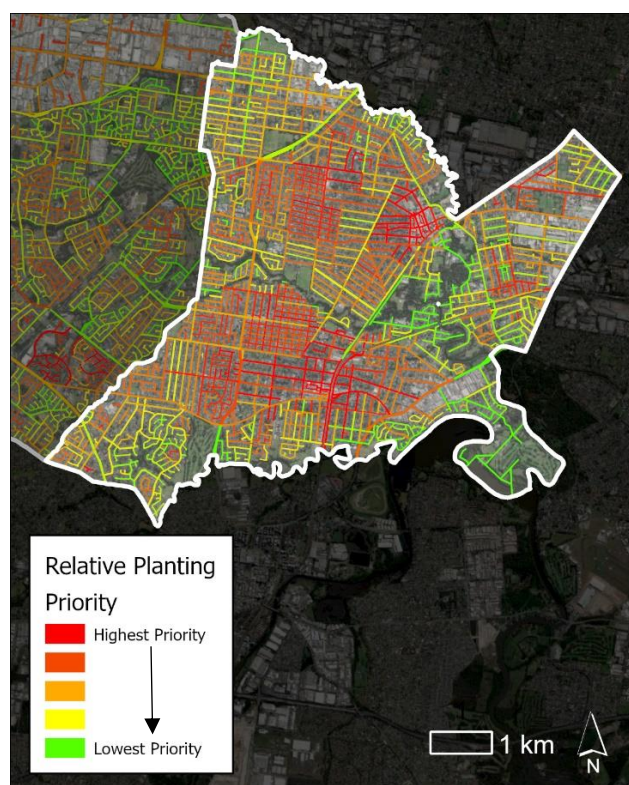 Relative Planting
Priority
Highest Priority
Lowest Priority
1 km
N